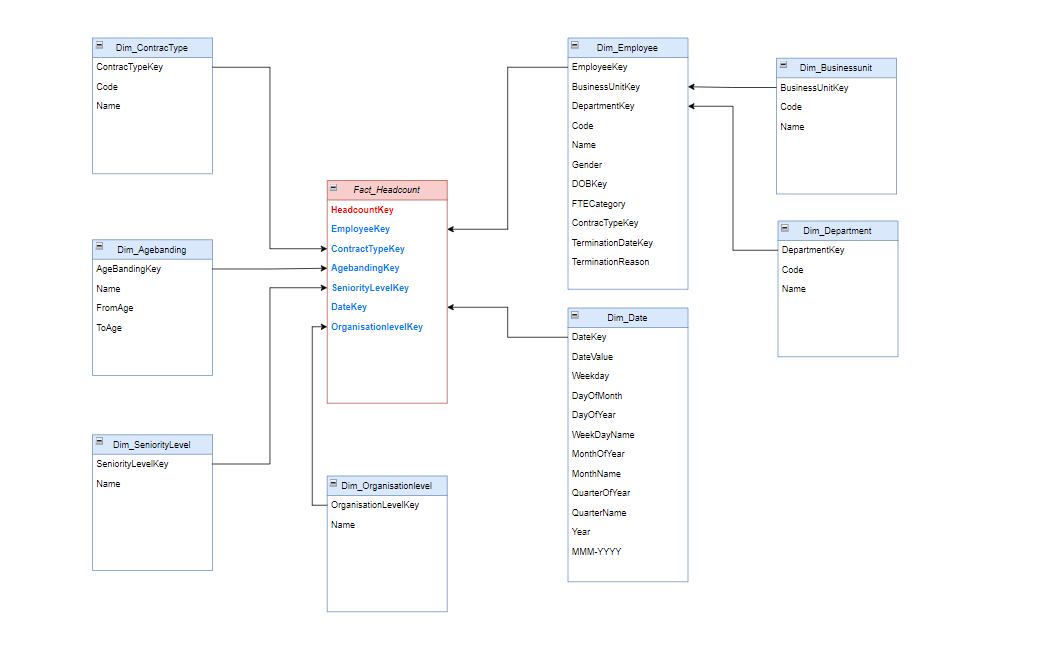 Dim_ContracType
ContracTypeKey
Code
Name
Dim_Agebanding
AgeBandingKey
Name
FromAge
ToAge
Dim_SeniorityLevel
SeniorityLevelKey
Name
Fact_Headcount
HeadcountKey
EmployeeKey
ContractTypeKey
AgebandingKey
SeniorityLevelKey
DateKey
OrganisationlevelKey
Dim_Organisationlevel
OrganisationLevelKey
Name
Dim_Employee
EmployeeKey
BusinessUnitKey
DepartmentKey
Code
Name
Gender
DOBKey
FTECategory
ContracTypeKey
TerminationDateKey
TerminationReason
Dim_Date
DateKey
DateValue
Weekday
DayOfMonth
DayOfYear
WeekDayName
MonthOfYear
MonthName
QuarterOfYear
QuarterName
Year
MMM-YYYY
Dim_Businessunit
BusinessUnitKey
Code
Name
Dim_Department
DepartmentKey
Code
Name